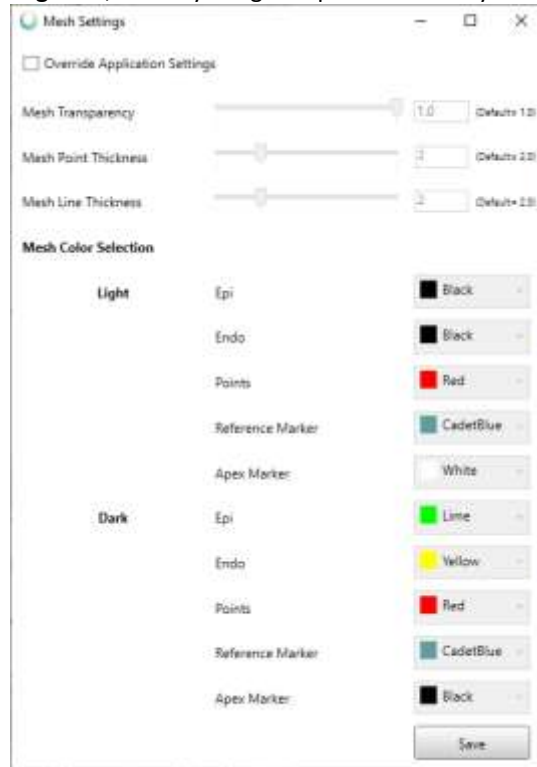 Mesh Settings
Override Application Settings
Mesh Transparency 1.0 (Default= 1.0)
Mesh Point Thickness 2 (Default= 2.0)
Mesh Line Thickness 2 (Default= 2.0)
Mesh Color Selection
Light Epi Black
Endo Black
Points Red
Reference Marker CadetBlue
Apex Marker White
Dark Epi Lime
Endo Yellow
Points Red
Reference Marker CadetBlue
Apex Marker Black
Save